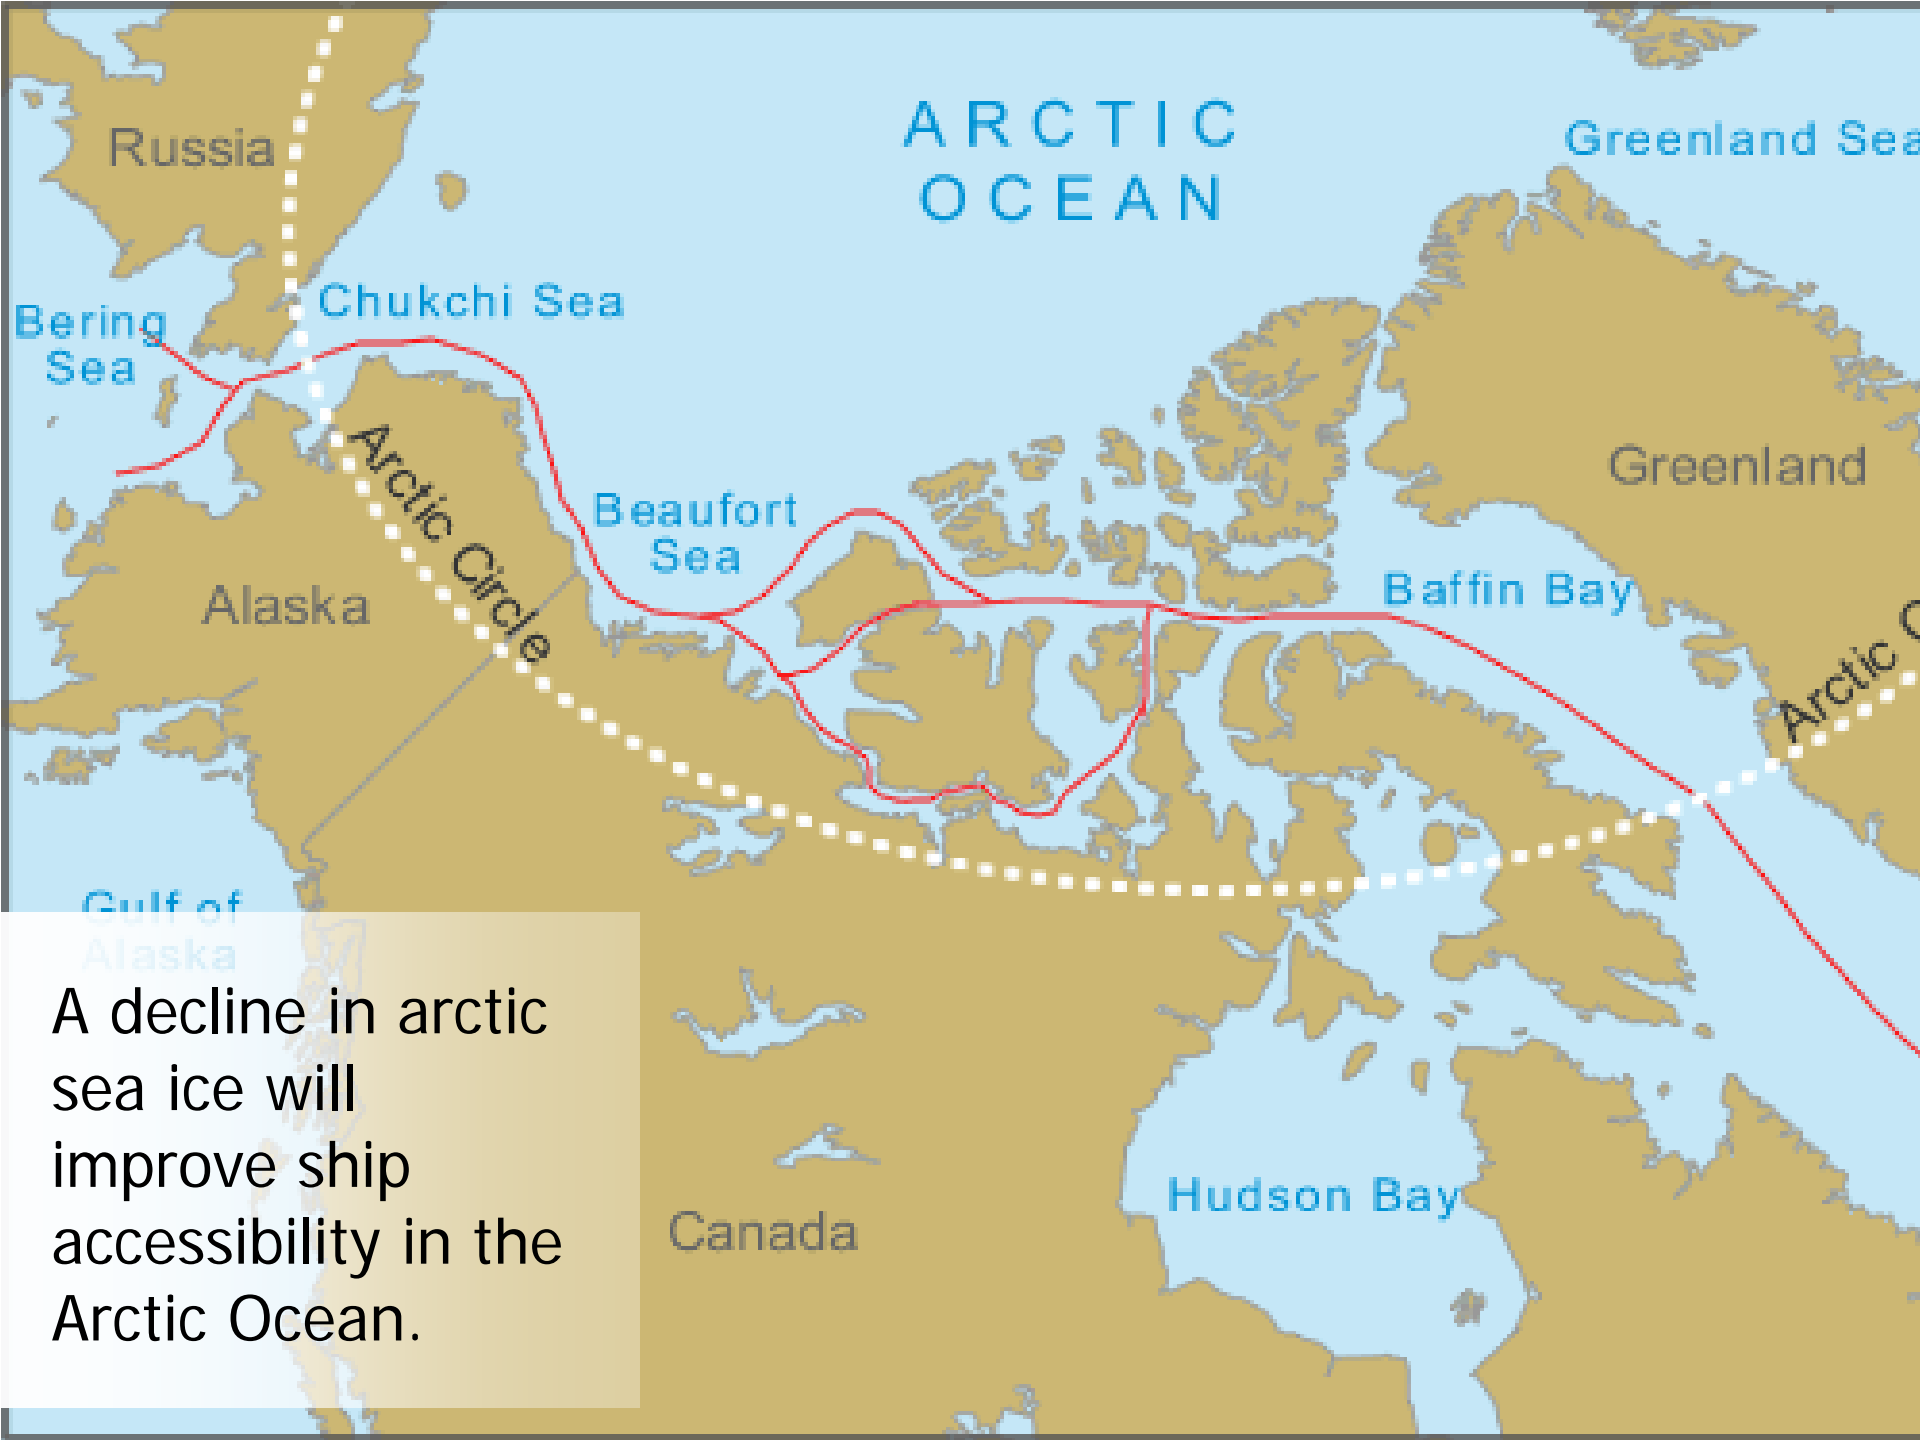 ARCTIC
OCEAN
Greenland Sea
Russia
Chukchi Sea
Bering
Sea
Arctic Circle
Greenland
Beaufort
Sea
Baffin Bay
Alaska
Arctic C
Gulf of
Alaska
A decline in arctic
sea ice will
improve ship
accessibility in the
Arctic Ocean.
Hudson Bay
Canada